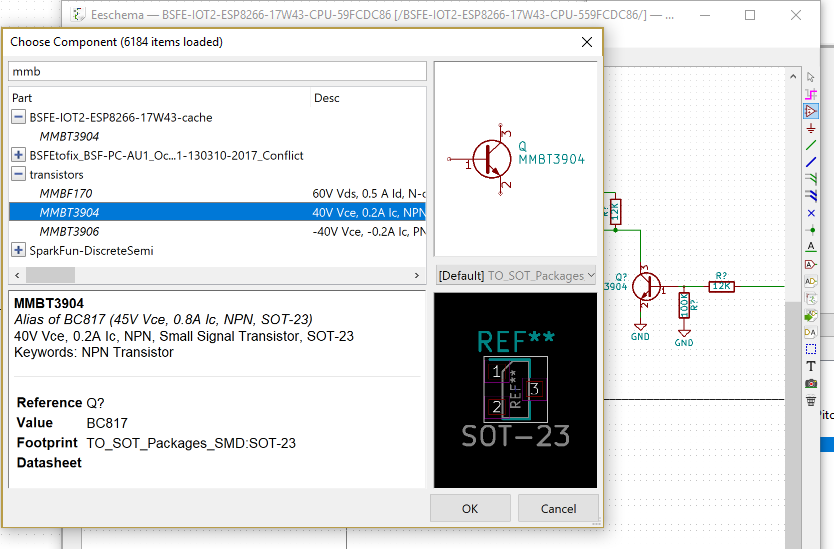 Eeschema — BSFE-IOT2-ESP8266-17W43-CPU-59FCDC86 [/BSFE-IOT2-ESP8266-17W43-CPU-559FCDC86/] — ...
Choose Component (6184 items loaded)
mmb
Part Desc
BSFE-IOT2-ESP8266-17W43-cache
MMBT3904
BSFEtofix_BSF-PC-AU1_Oc...1-130310-2017_Conflict
transistors
MMBF170 60V Vds, 0.5 A Id, N-c
MMBT3904 40V Vce, 0.2A Ic, NPN
MMBT3906 -40V Vce, -0.2A Ic, PN
SparkFun-DiscreteSemi
3
Q
MMBT3904
1
2
[Default] TO_SOT_Packages
MMBT3904
Alias of BC817 (45V Vce, 0.8A Ic, NPN, SOT-23)
40V Vce, 0.2A Ic, NPN, Small Signal Transistor, SOT-23
Keywords: NPN Transistor
Reference Q?
Value BC817
Footprint TO_SOT_Packages_SMD:SOT-23
Datasheet
REF**
1
REF**
3
2
SOT-23
OK
Cancel
R?
12K
3
Q?
3904
1
2
R?
12K
100K
R?
GND
GND
A
A
T